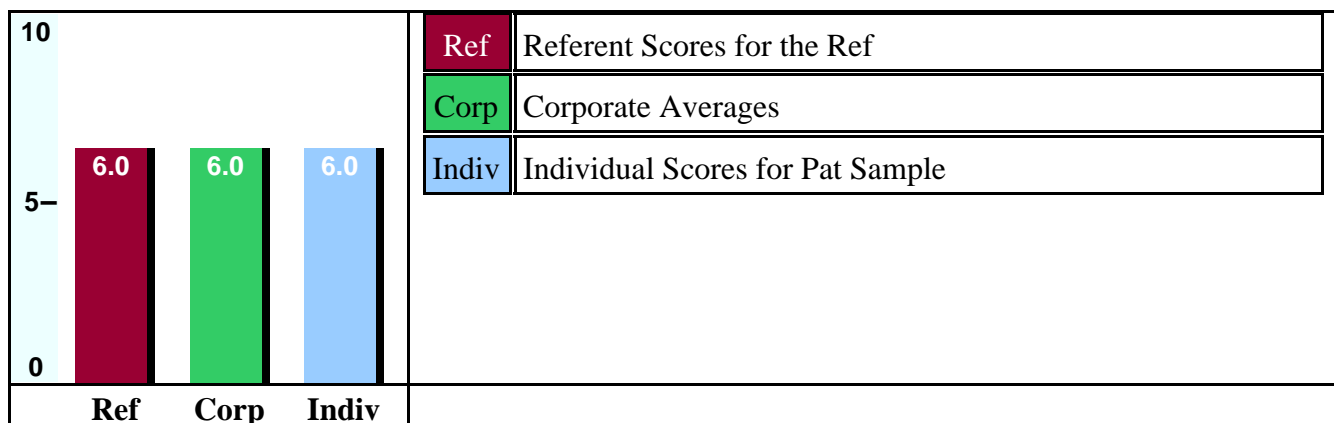 10
5
0
6.0 6.0 6.0
Ref Corp Indiv
Ref Referent Scores for the Ref
Corp Corporate Averages
Indiv Individual Scores for Pat Sample